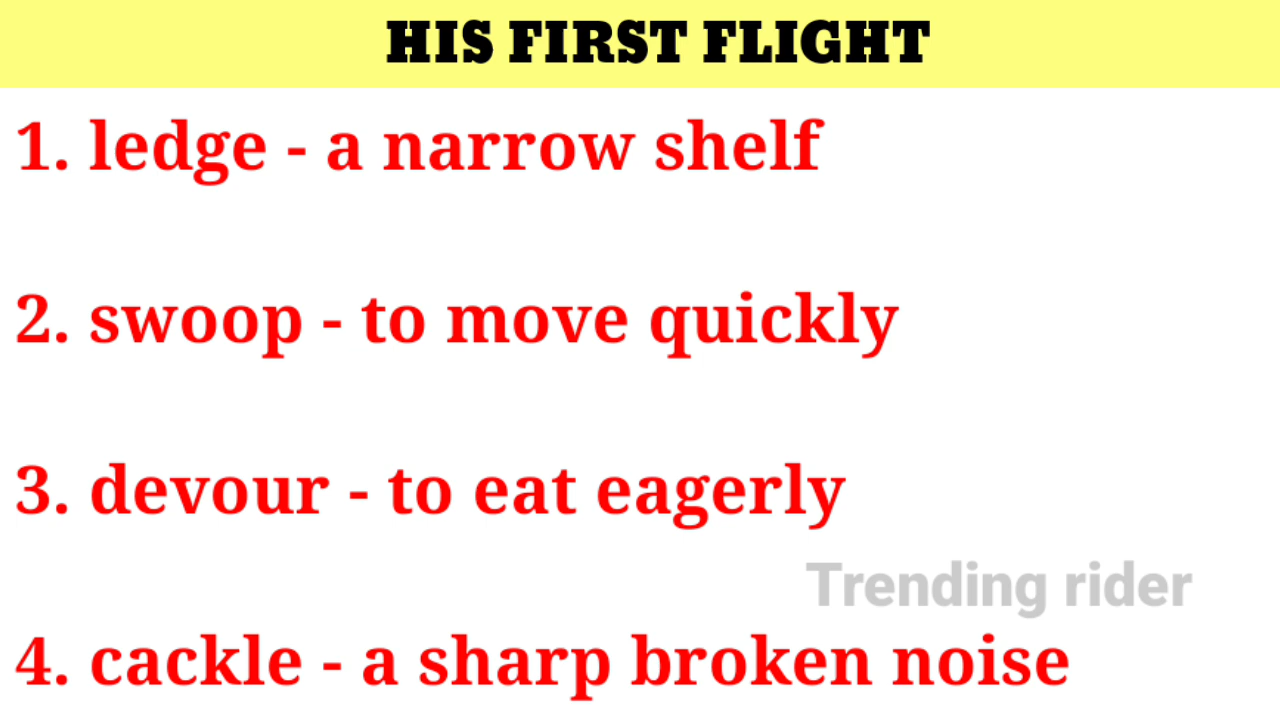 HIS FIRST FLIGHT
1. ledge - a narrow shelf
2. swoop - to move quickly
3. devour - to eat eagerly
Trending rider
4. cackle - a sharp broken noise